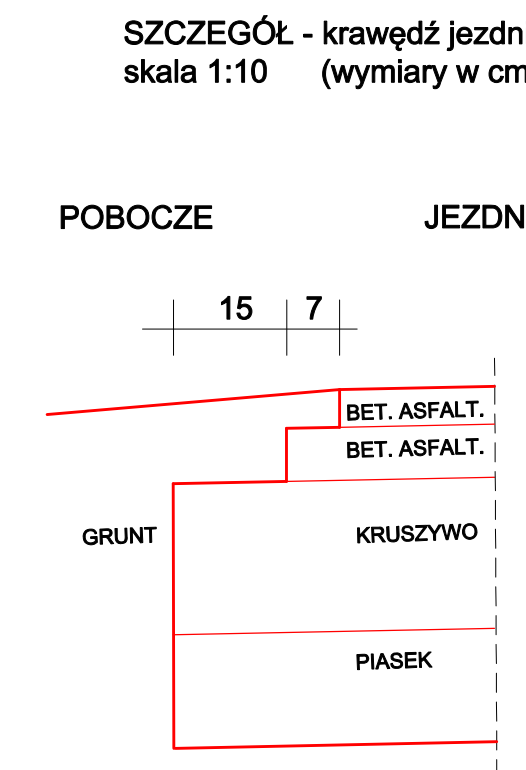 SZCZEGÓŁ - krawędź jezdn
skala 1:10 (wymiary w cm
POBOCZE JEZDN
15 7
BET. ASFALT.
BET. ASFALT.
GRUNT KRUSZYWO
PIASEK